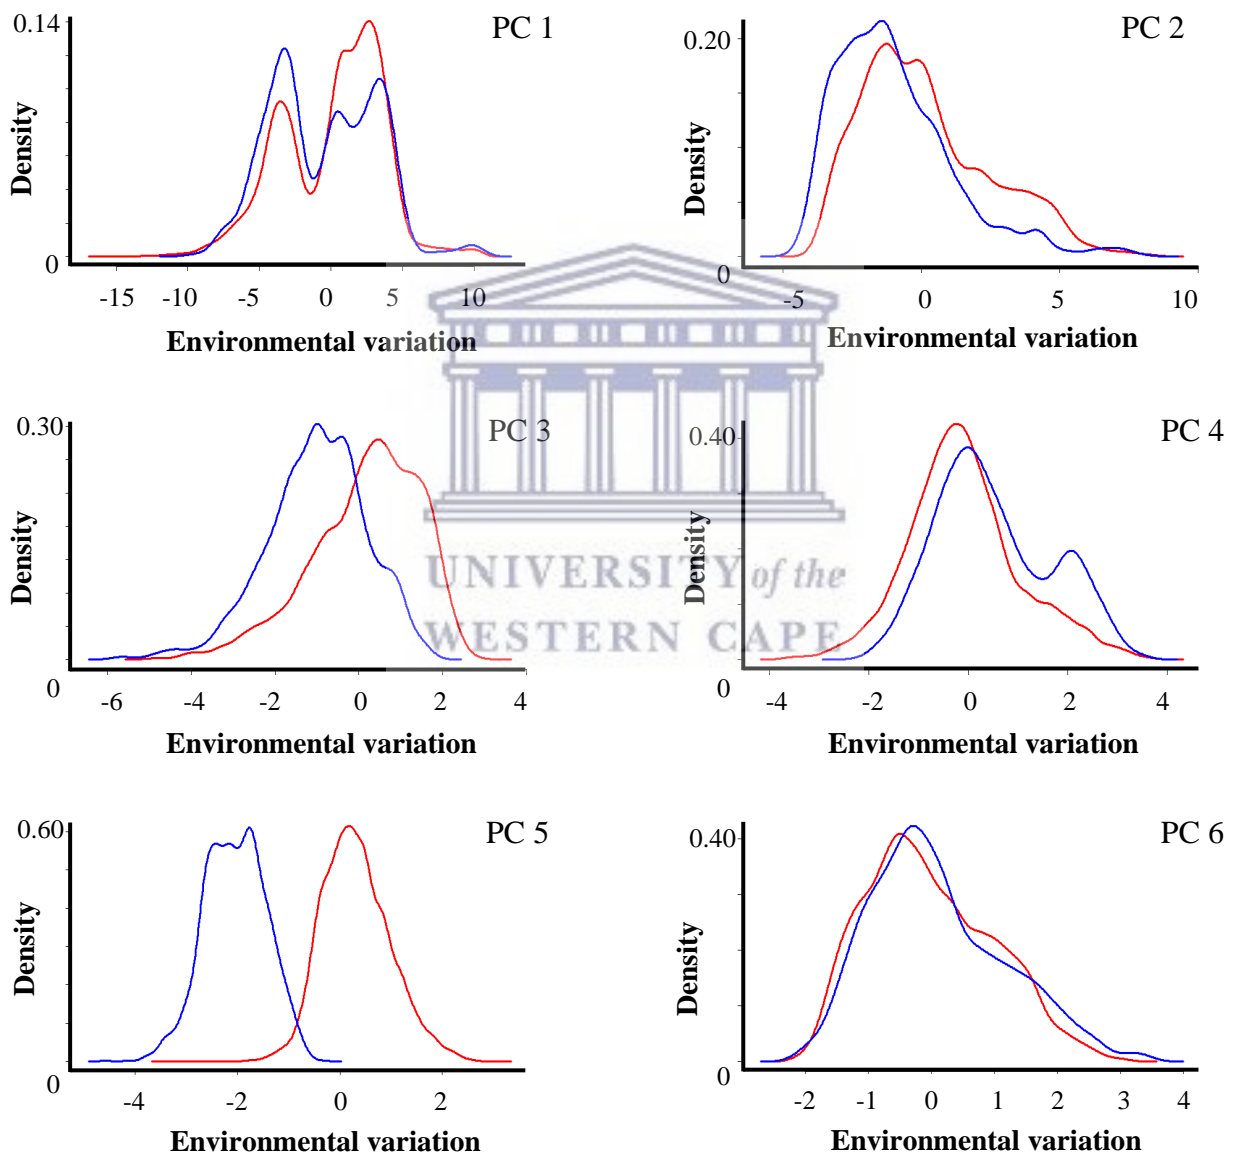 0.14
PC 1
Density
0
-15 -10 -5 0 5 10
Environmental variation
0.20
PC 2
Density
0
-5 0 5 10
Environmental variation
0.30
PC 3
Density
0
-6 -4 -2 0 2 4
Environmental variation
0.40
PC 4
Density
-4 -2 0 2 4
Environmental variation
UNIVERSITY of the
WESTERN CAPE
0.60
PC 5
Density
0
-4 -2 0 2
Environmental variation
0.40
PC 6
Density
0
-2 -1 0 1 2 3 4
Environmental variation